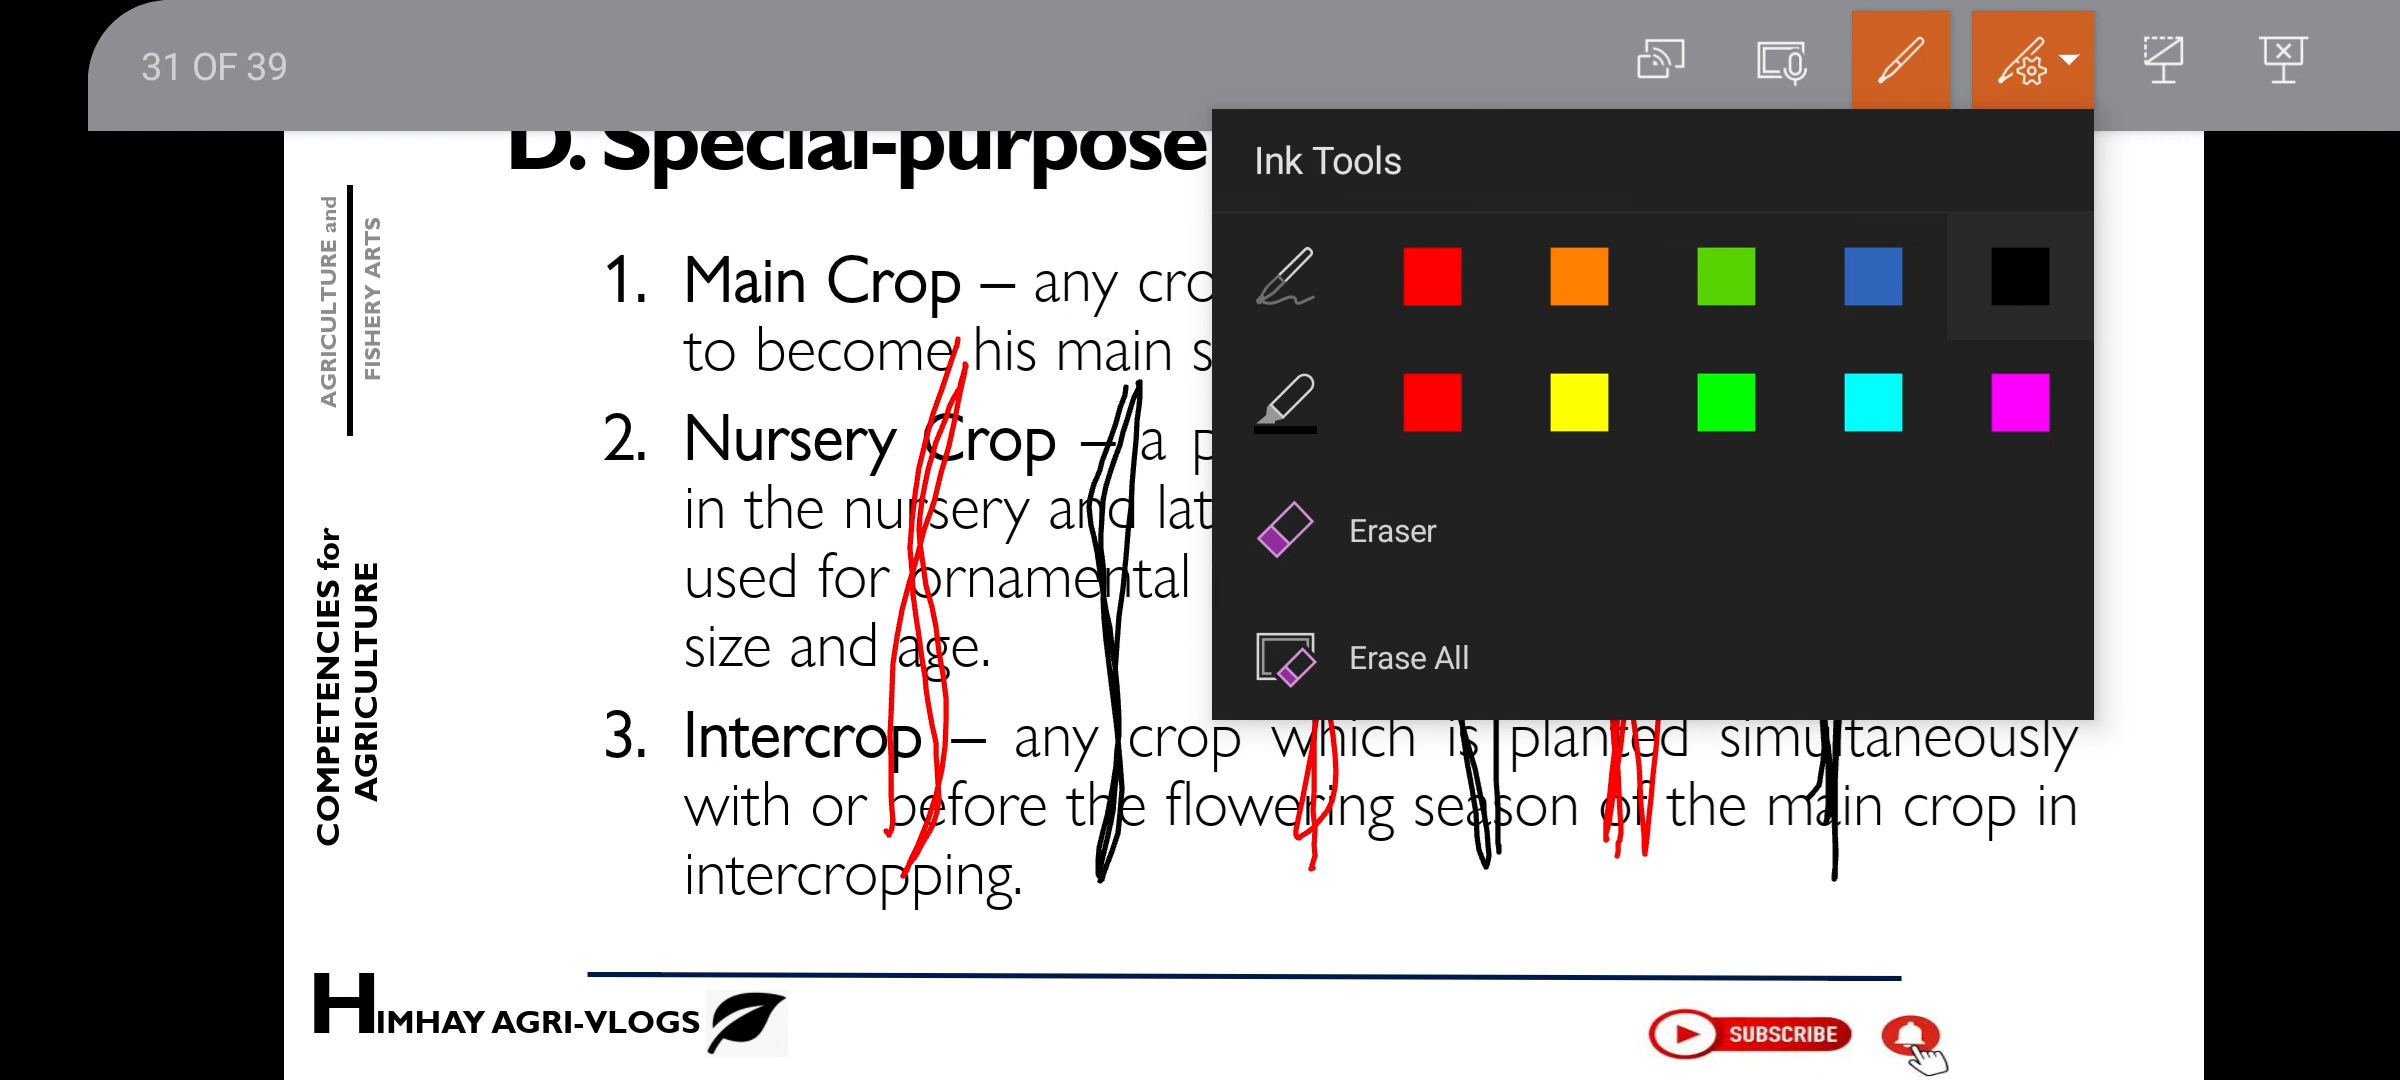 31 OF 39
D. Special-purpose
Ink Tools
Eraser
Erase All
AGRICULTURE and
FISHERY ARTS
COMPETENCIES for
AGRICULTURE
1. Main Crop – any cro
to become his main s
2. Nursery Crop – a p
in the nursery and lat
used for ornamental
size and age.
3. Intercrop – any crop which is planted simultaneously
with or before the flowering season of the main crop in
intercropping.
HIMHAY AGRI-VLOGS
SUBSCRIBE